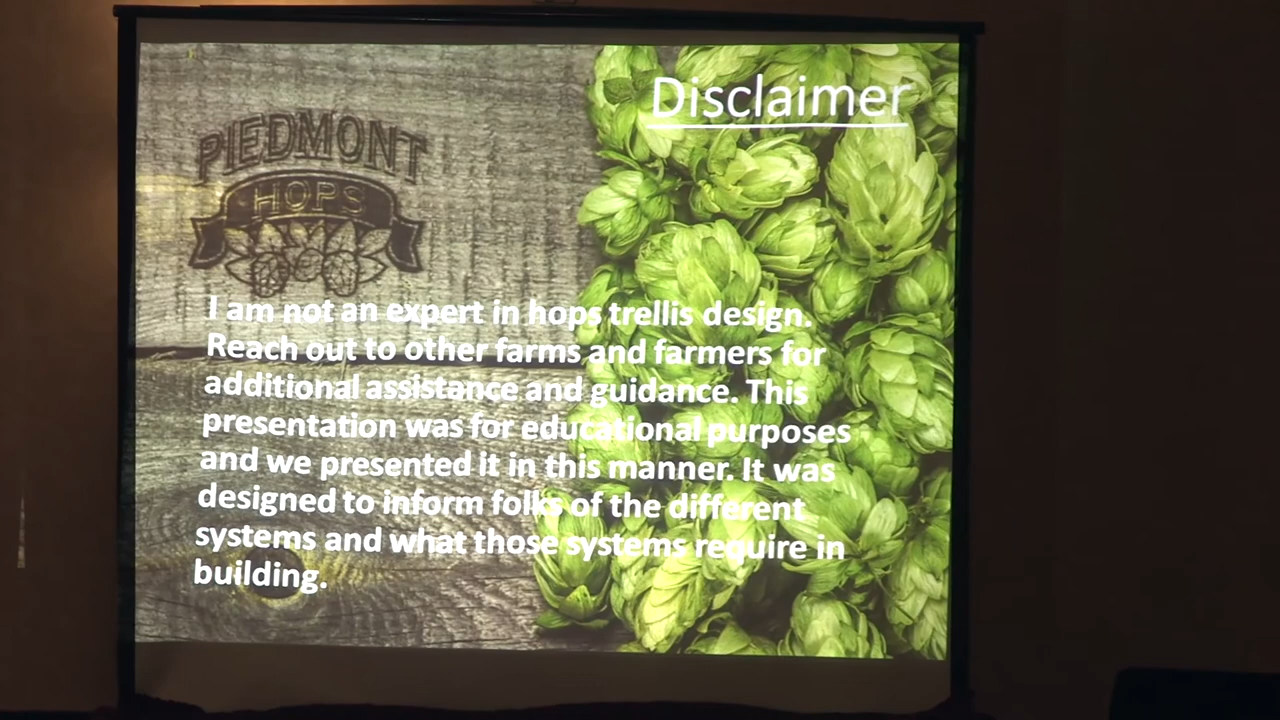 Disclaimer
PIEDMONT
HOPS
I am not an expert in hops trellis design.
Reach out to other farms and farmers for
additional assistance and guidance. This
presentation was for educational purposes
and we presented it in this manner. It was
designed to inform folks of the different
systems and what those systems require in
building.